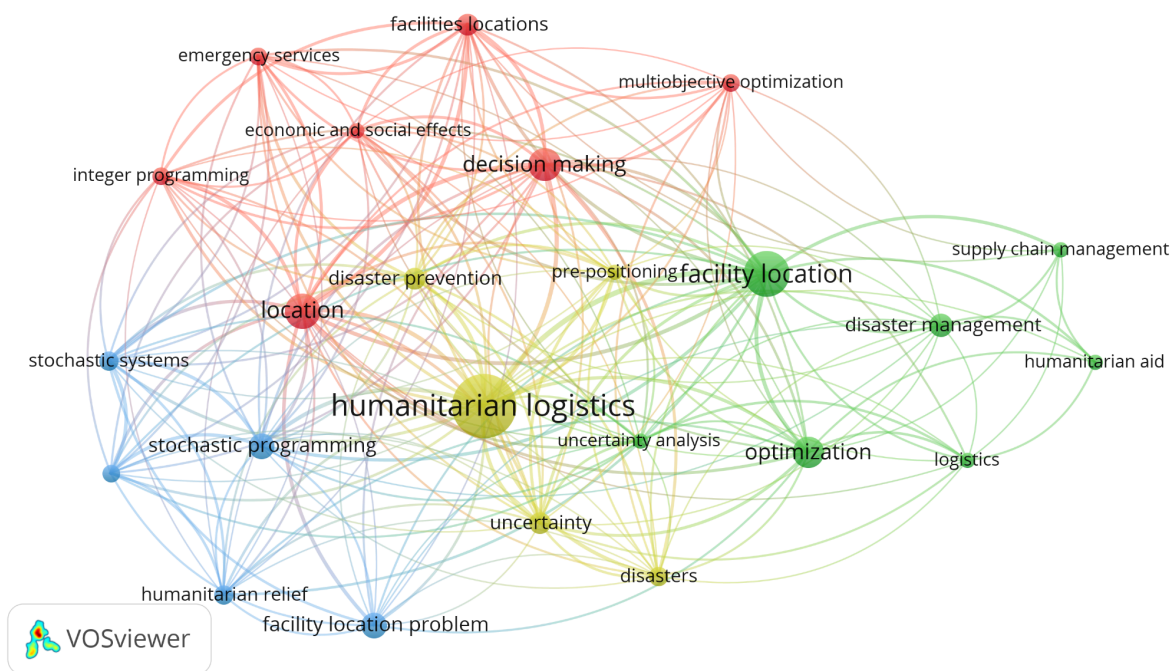 facilities locations
emergency services
multiobjective optimization
economic and social effects
decision making
integer programming
supply chain management
disaster prevention
pre-positioning
facility location
location
disaster management
stochastic systems
humanitarian aid
humanitarian logistics
stochastic programming
uncertainty analysis
optimization
logistics
uncertainty
disasters
humanitarian relief
facility location problem
VOSviewer